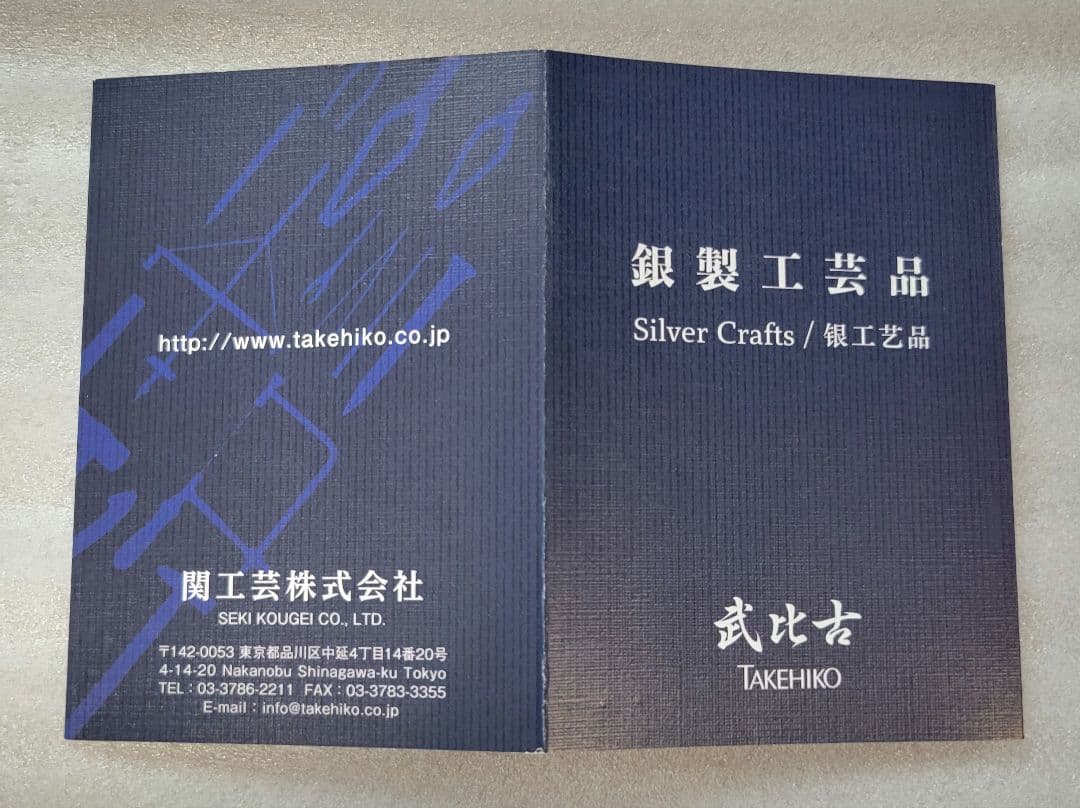 http://www.takehiko.co.jp
関工芸株式会社
SEKI KOUGEI CO., LTD.
〒142-0053 東京都品川区中延4丁目14番20号
4-14-20 Nakanobu Shinagawa-ku Tokyo
TEL：03-3786-2211 FAX：03-3783-3355
E-mail：info@takehiko.co.jp
銀製工芸品
Silver Crafts / 银工艺品
武比古
TAKEHIKO